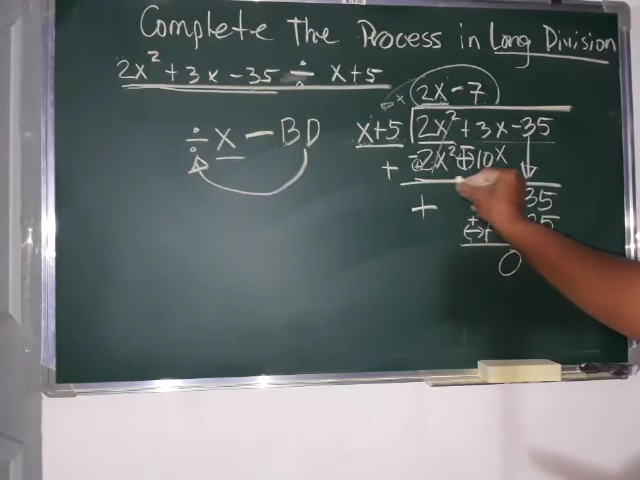 Complete The Process in Long Division
2x² + 3x - 35 ÷ x + 5
x 2x - 7
÷ x - BD x+5 2x² + 3x - 35
-2x² 10x
+
+ 35
35
0